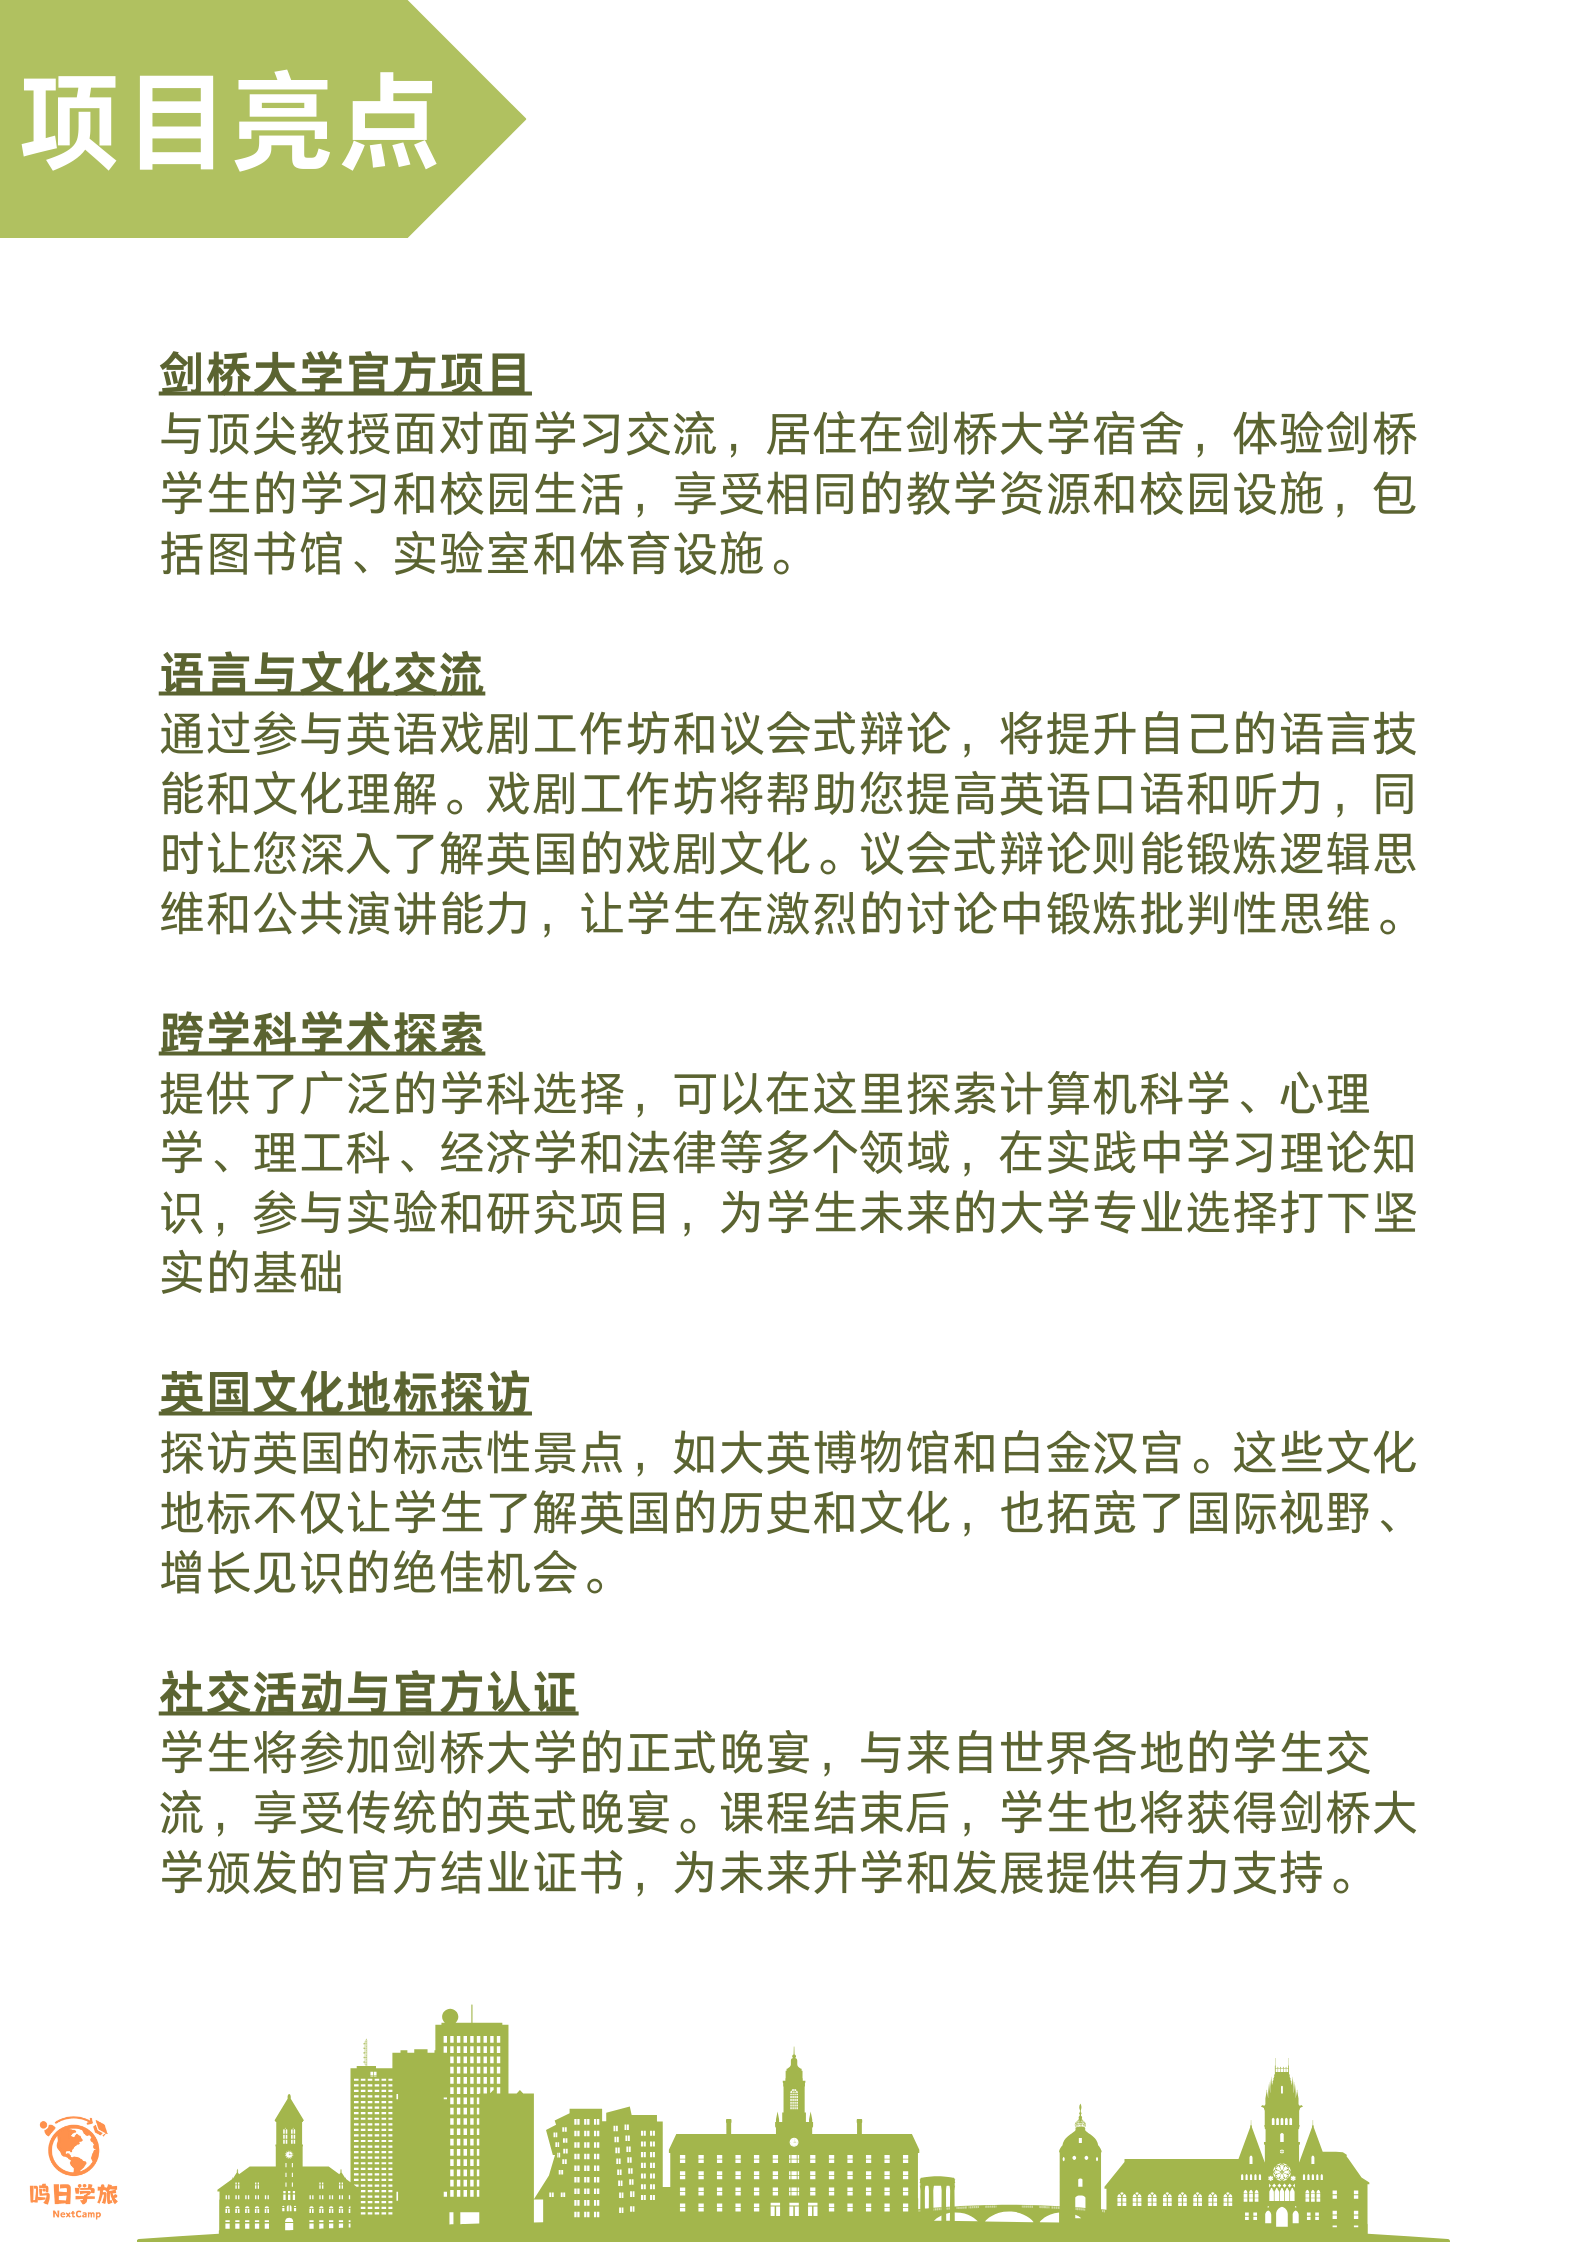 项目亮点
剑桥大学官方项目
与顶尖教授面对面学习交流，居住在剑桥大学宿舍，体验剑桥
学生的学习和校园生活，享受相同的教学资源和校园设施，包
括图书馆、实验室和体育设施。
语言与文化交流
通过参与英语戏剧工作坊和议会式辩论，将提升自己的语言技
能和文化理解。戏剧工作坊将帮助您提高英语口语和听力，同
时让您深入了解英国的戏剧文化。议会式辩论则能锻炼逻辑思
维和公共演讲能力，让学生在激烈的讨论中锻炼批判性思维。
跨学科学术探索
提供了广泛的学科选择，可以在这里探索计算机科学、心理
学、理工科、经济学和法律等多个领域，在实践中学习理论知
识，参与实验和研究项目，为学生未来的大学专业选择打下坚
实的基础
英国文化地标探访
探访英国的标志性景点，如大英博物馆和白金汉宫。这些文化
地标不仅让学生了解英国的历史和文化，也拓宽了国际视野、
增长见识的绝佳机会。
社交活动与官方认证
学生将参加剑桥大学的正式晚宴，与来自世界各地的学生交
流，享受传统的英式晚宴。课程结束后，学生也将获得剑桥大
学颁发的官方结业证书，为未来升学和发展提供有力支持。
鸣日学旅
NextCamp